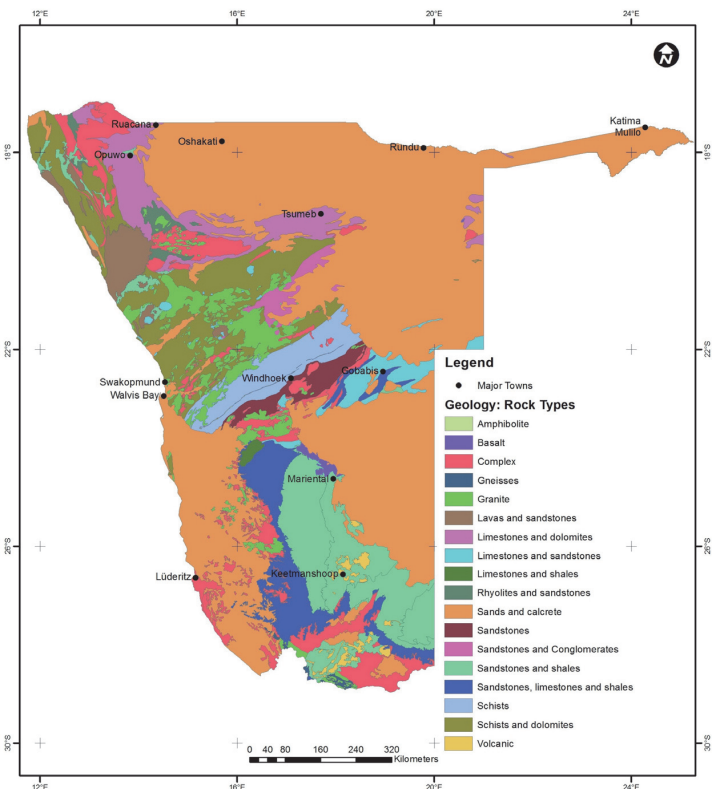 12°E 16°E 20°E 24°E
N
Ruacana
Oshakati
Rundu
Katima
Mulilo
18°S 18°S
Opuwo
Tsumeb
22°S 22°S
Swakopmund
Walvis Bay
Windhoek
Gobabis
Mariental
26°S 26°S
Lüderitz
Keetmanshoop
30°S 30°S
Legend
Major Towns
Geology: Rock Types
Amphibolite
Basalt
Complex
Gneisses
Granite
Lavas and sandstones
Limestones and dolomites
Limestones and sandstones
Limestones and shales
Rhyolites and sandstones
Sands and calcrete
Sandstones
Sandstones and Conglomerates
Sandstones and shales
Sandstones, limestones and shales
Schists
Schists and dolomites
Volcanic
0 40 80 160 240 320
Kilometers
12°E 16°E 20°E 24°E